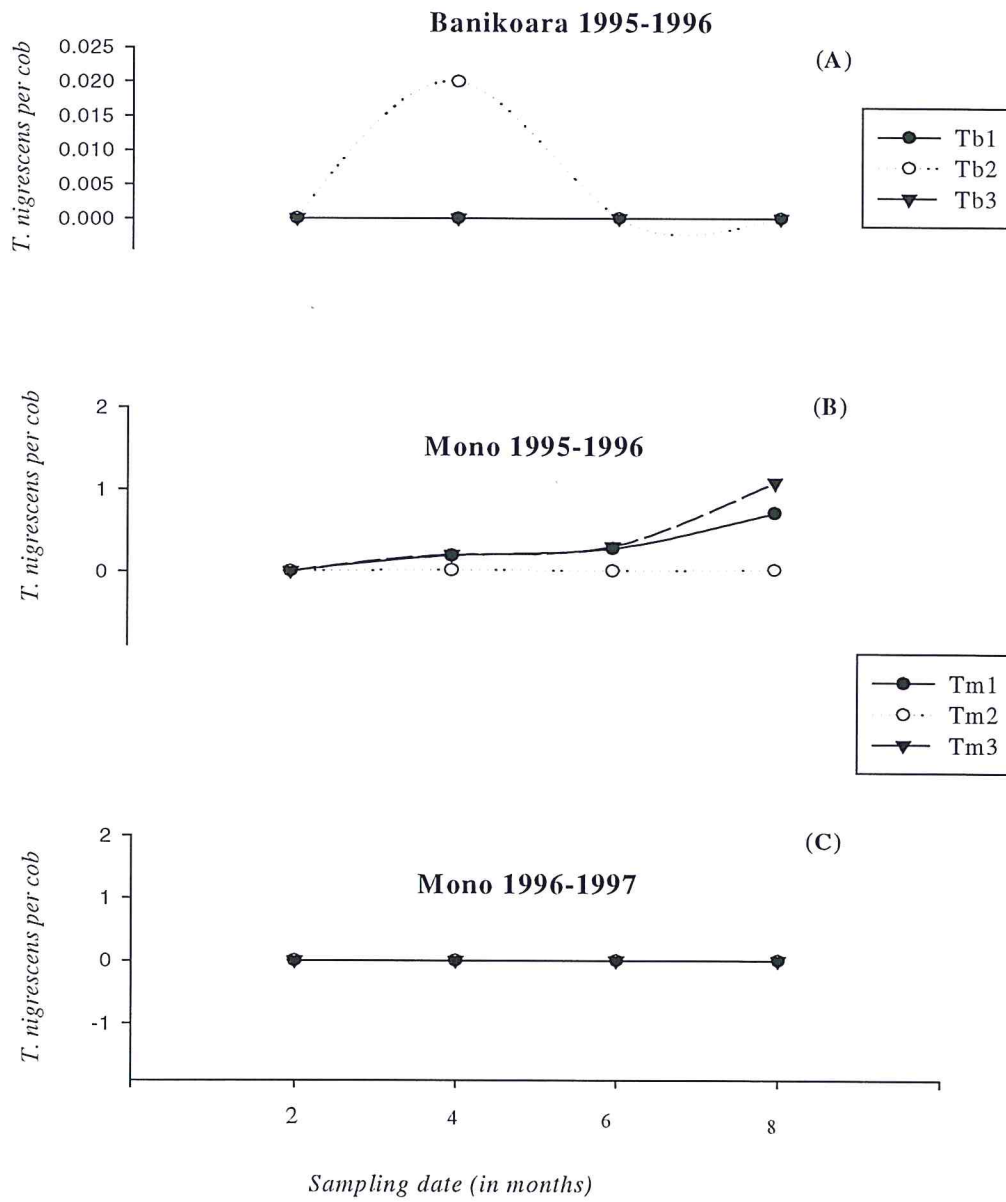 Banikoara 1995-1996
(A)
T. nigrescens per cob
0.025
0.020
0.015
0.010
0.005
0.000
Tb1
Tb2
Tb3
(B)
Mono 1995-1996
T. nigrescens per cob
2
1
0
Tm1
Tm2
Tm3
(C)
Mono 1996-1997
T. nigrescens per cob
2
1
0
-1
2
4
6
8
Sampling date (in months)